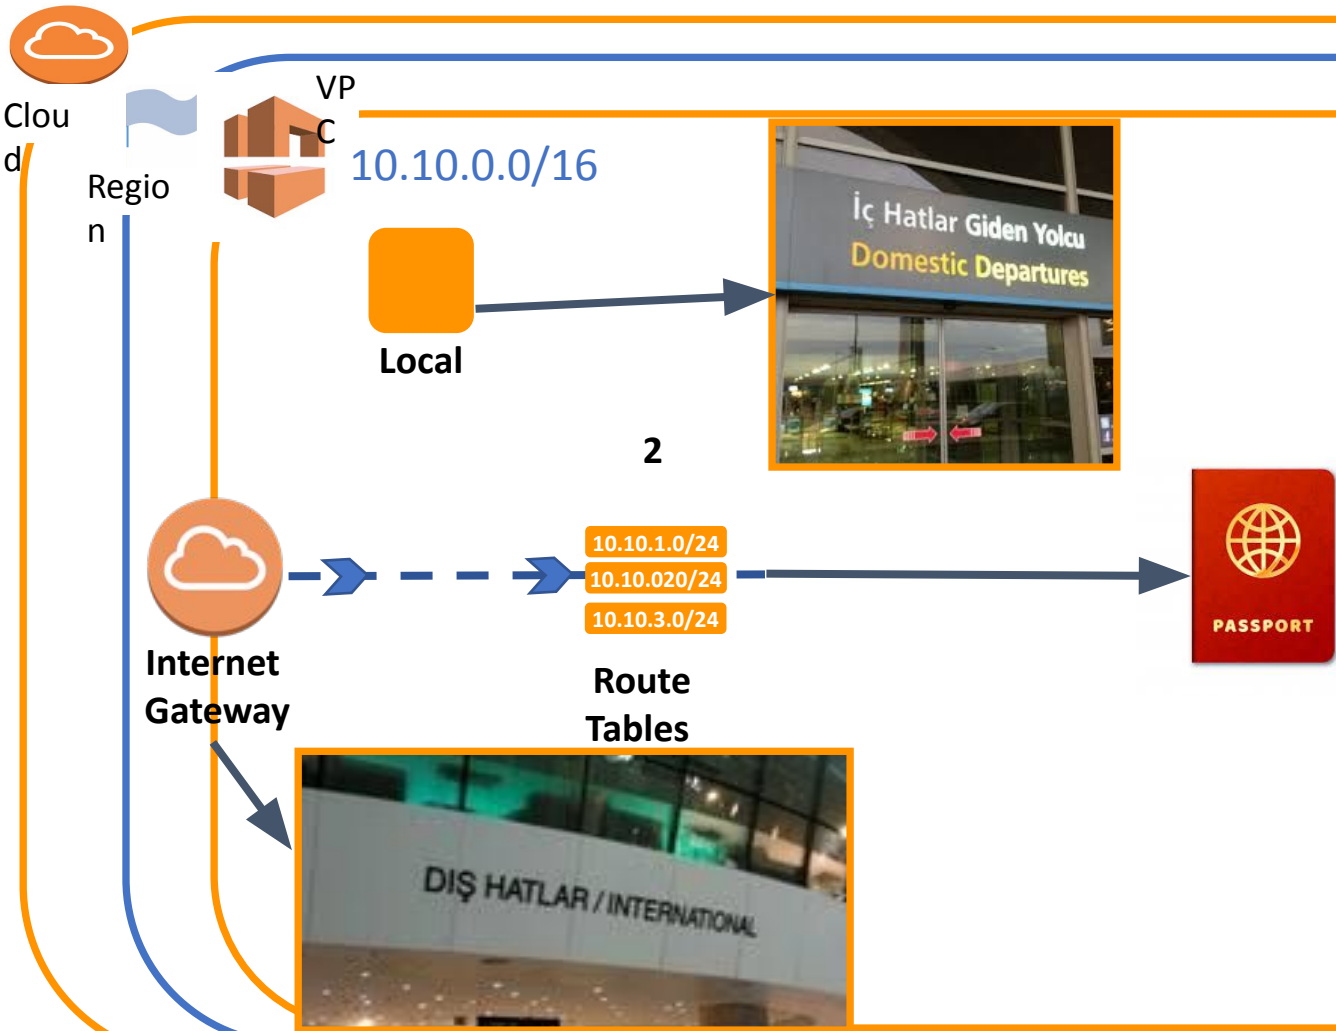 Clou
d
Regio
n
VP
C
10.10.0.0/16
Local
İç Hatlar Giden Yolcu
Domestic Departures
2
10.10.1.0/24
10.10.020/24
10.10.3.0/24
PASSPORT
Internet
Gateway
Route
Tables
DIŞ HATLAR / INTERNATIONAL